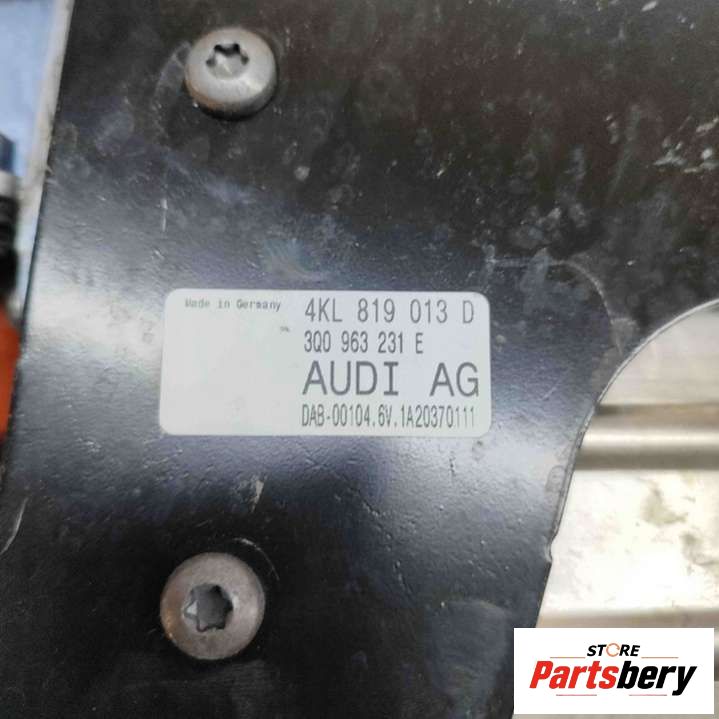 Made in Germany
4KL 819 013 D
3Q0 963 231 E
AUDI AG
DAB-00104.6V.1A20370111
STORE
Partsbery